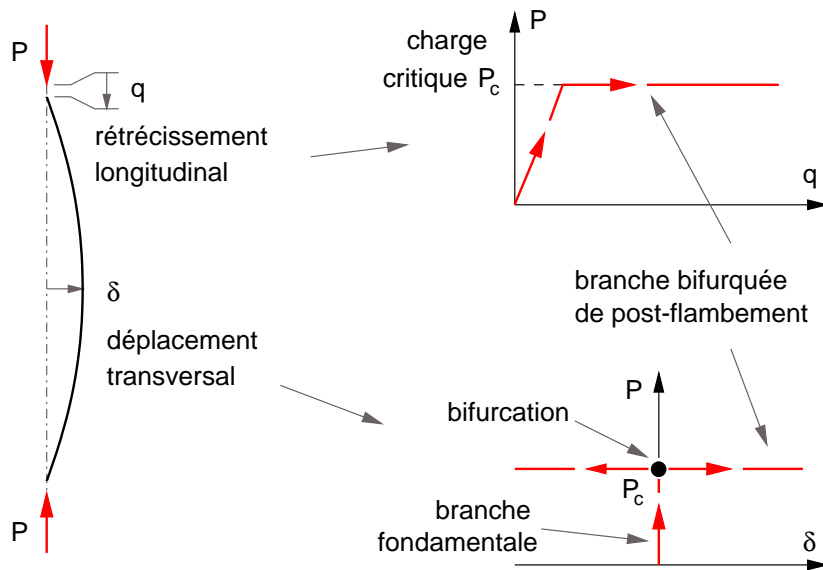 P
q
rétrécissement
longitudinal
δ
déplacement
transversal
P
P
charge
critique Pc
q
branche bifurquée
de post-flambement
P
bifurcation
Pc
branche
fondamentale
δ